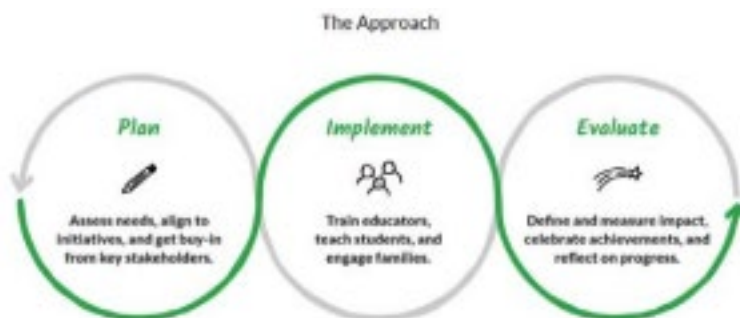 The Approach
Plan
Assess needs, align to
initiatives, and get buy-in
from key stakeholders.
Implement
Train educators,
teach students, and
engage families.
Evaluate
Define and measure impact,
celebrate achievements, and
reflect on progress.